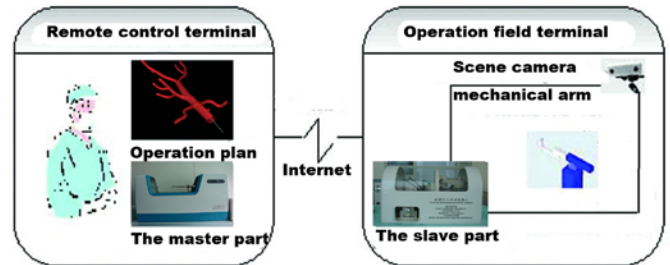 Remote control terminal
Operation plan
The master part
Internet
Operation field terminal
Scene camera
mechanical arm
The slave part